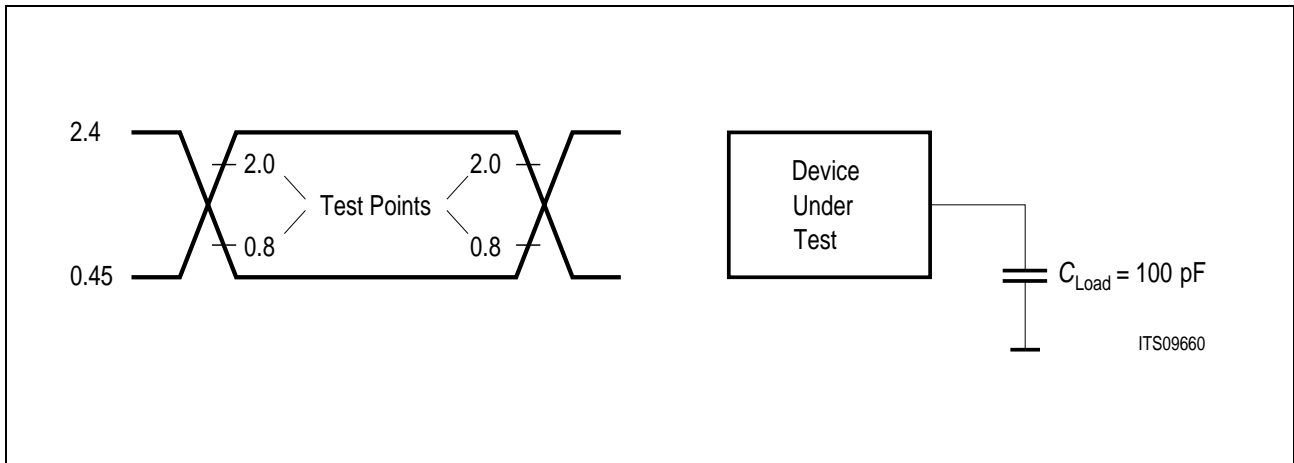 2.4
2.0
2.0
Test Points
0.8
0.8
0.45
Device
Under
Test
C_Load = 100 pF
ITS09660